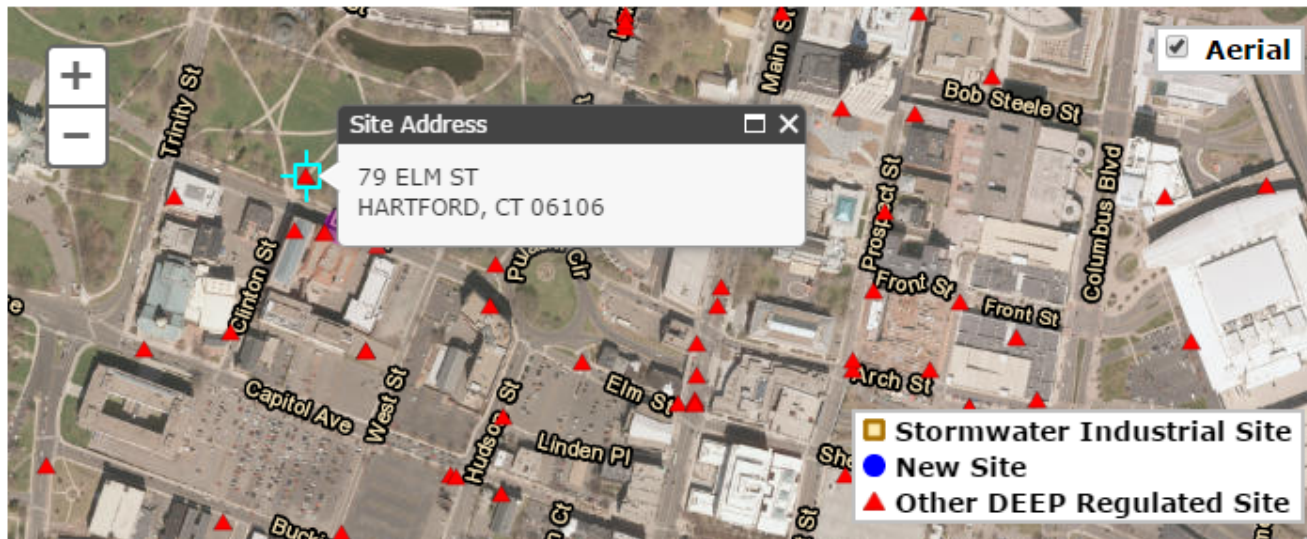 Trinity St
Main St
Aerial
Bob Steele St
Site Address
79 ELM ST
HARTFORD, CT 06106
Prospect St
Columbus Blvd
Clinton St
Front St
Front St
Elm St
Arch St
Capitol Ave
West St
Hudson St
Linden Pl
Stormwater Industrial Site
New Site
Other DEEP Regulated Site